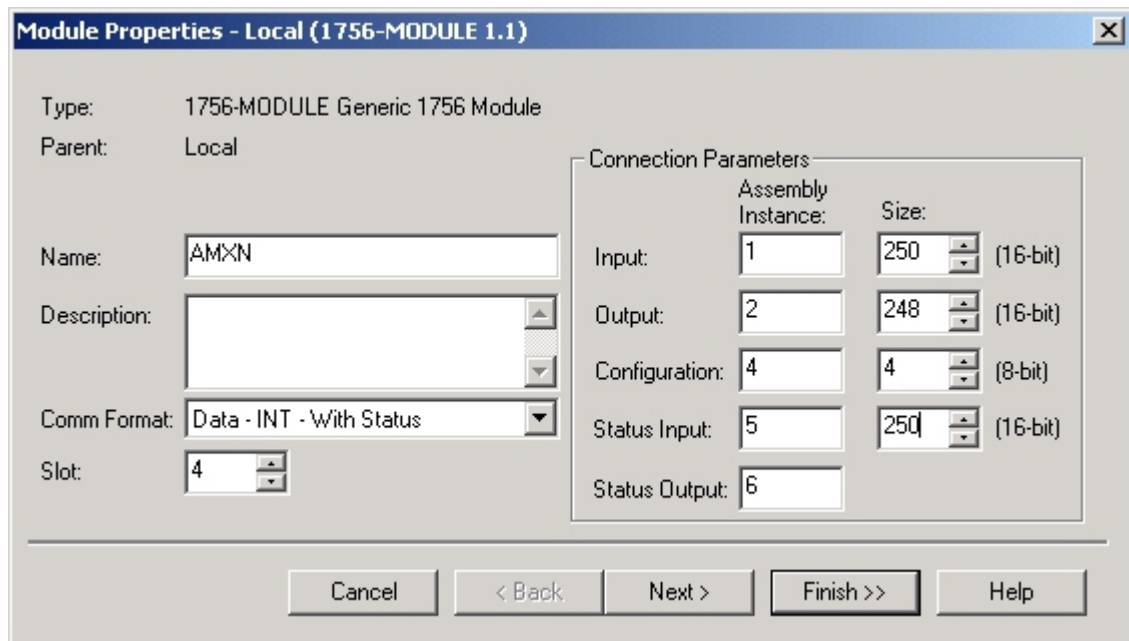 Module Properties - Local (1756-MODULE 1.1)
Type: 1756-MODULE Generic 1756 Module
Parent: Local
Connection Parameters
Assembly
Instance: Size:
Name: AMXN
Input: 1 250 (16-bit)
Description:
Output: 2 248 (16-bit)
Configuration: 4 4 (8-bit)
Comm Format: Data - INT - With Status
Status Input: 5 250 (16-bit)
Slot: 4
Status Output: 6
Cancel < Back Next > Finish >> Help